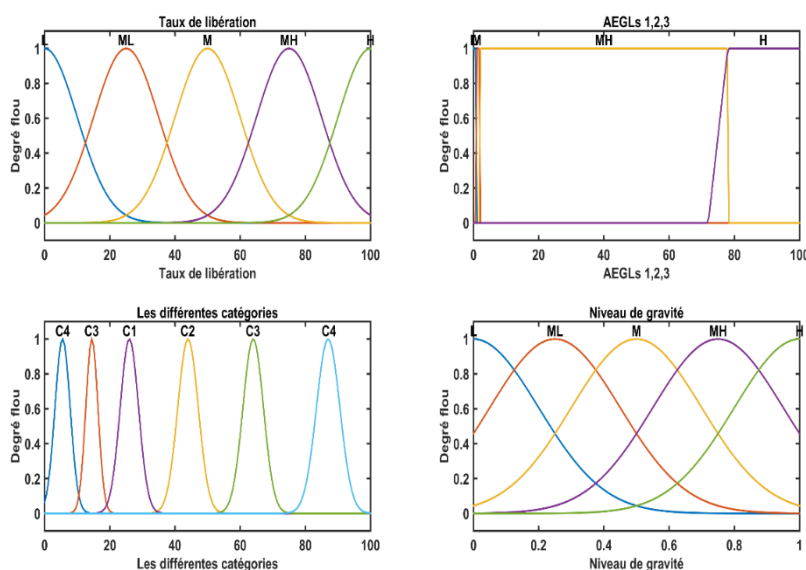 Taux de libération
L ML M MH H
1
0.8
0.6
0.4
0.2
0
Degré flou
0 20 40 60 80 100
Taux de libération
AEGLs 1,2,3
M MH H
1
0.8
0.6
0.4
0.2
0
Degré flou
0 20 40 60 80 100
AEGLs 1,2,3
Les différentes catégories
C4 C3 C1 C2 C3 C4
1
0.8
0.6
0.4
0.2
0
Degré flou
0 20 40 60 80 100
Les différentes catégories
Niveau de gravité
L ML M MH H
1
0.8
0.6
0.4
0.2
0
Degré flou
0 0.2 0.4 0.6 0.8 1
Niveau de gravité